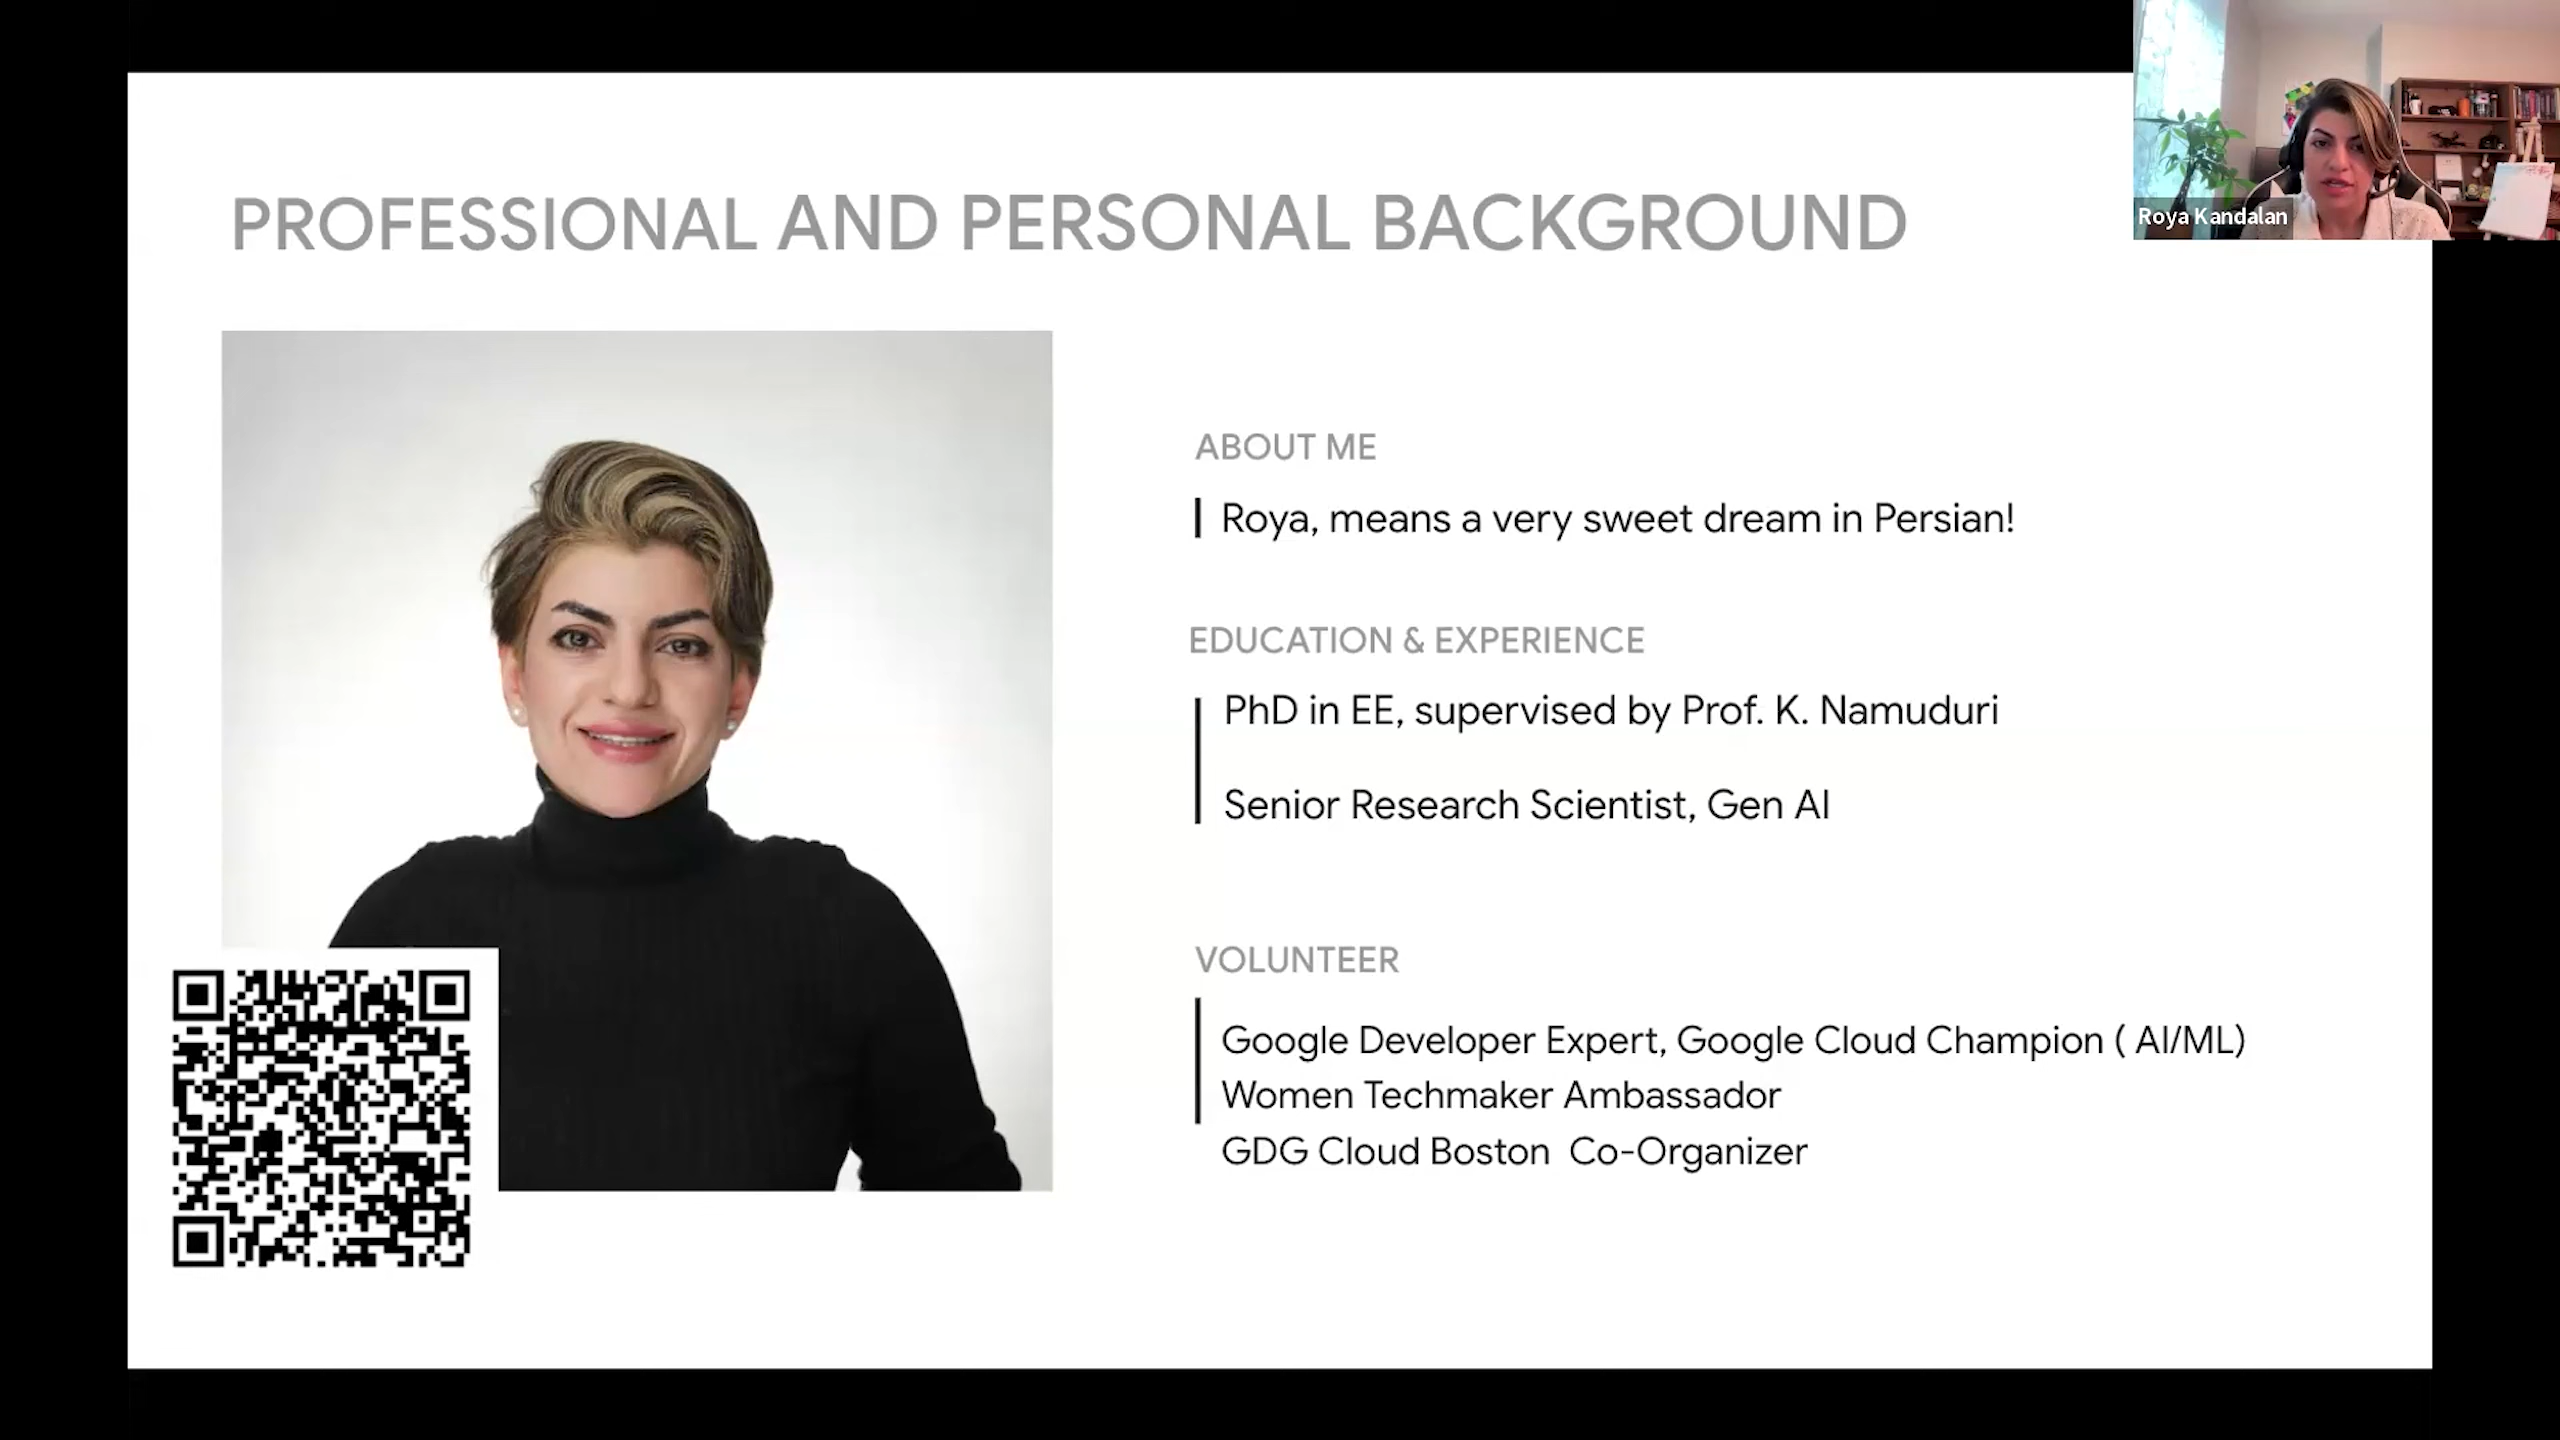 PROFESSIONAL AND PERSONAL BACKGROUND
Roya Kandalan
ABOUT ME
Roya, means a very sweet dream in Persian!
EDUCATION & EXPERIENCE
PhD in EE, supervised by Prof. K. Namuduri
Senior Research Scientist, Gen AI
VOLUNTEER
Google Developer Expert, Google Cloud Champion ( AI/ML)
Women Techmaker Ambassador
GDG Cloud Boston  Co-Organizer